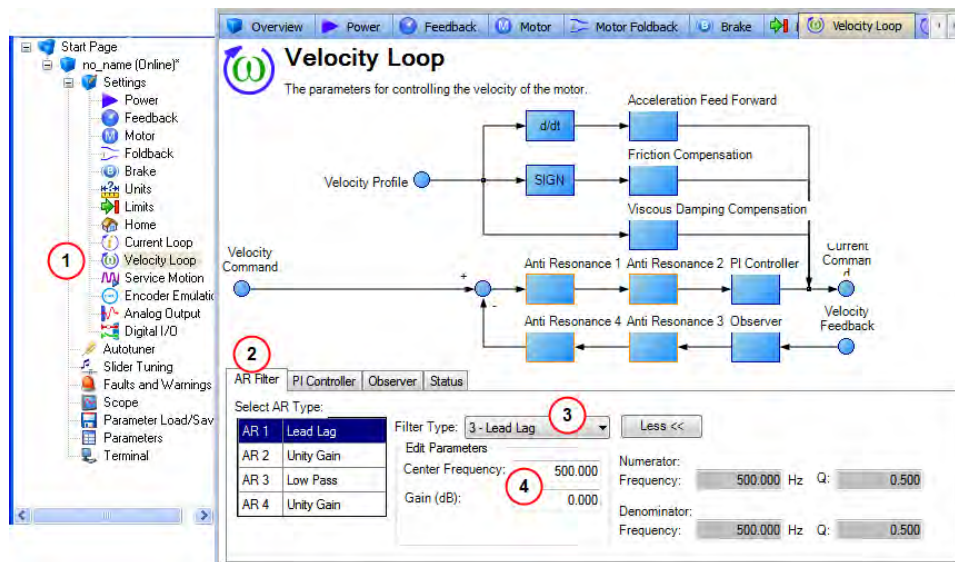 Overview Power Feedback Motor Motor Foldback Brake Velocity Loop
Start Page
no_name (Online)*
Settings
Power
Feedback
Motor
Foldback
Brake
Units
Limits
Home
Current Loop
Velocity Loop
Service Motion
Encoder Emulatio
Analog Output
Digital I/O
Autotuner
Slider Tuning
Faults and Warnings
Scope
Parameter Load/Sav
Parameters
Terminal
1
Velocity Loop
The parameters for controlling the velocity of the motor.
Acceleration Feed Forward
d/dt
Friction Compensation
Velocity Profile
SIGN
Viscous Damping Compensation
Velocity
Command
+
-
Anti Resonance 1 Anti Resonance 2 PI Controller
Current
Comman
d
Anti Resonance 4 Anti Resonance 3 Observer
Velocity
Feedback
2
AR Filter PI Controller Observer Status
Select AR Type:
AR 1 Lead Lag
AR 2 Unity Gain
AR 3 Low Pass
AR 4 Unity Gain
3
Filter Type: 3 - Lead Lag Less <<
Edit Parameters
Center Frequency: 500.000
Gain (dB): 0.000
4
Numerator:
Frequency: 500.000 Hz Q: 0.500
Denominator:
Frequency: 500.000 Hz Q: 0.500